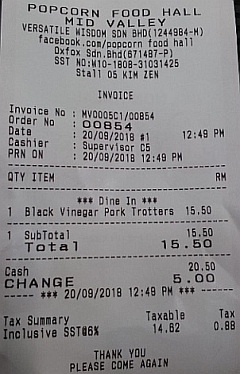 POPCORN FOOD HALL
MID VALLEY
VERSATILE WISDOM SDN BHD(1244984-M)
facebook.com/popcorn food hall
Oxfox Sdn.Bhd(671487-P)
SST NO:W10-1808-31031425
Stall 05 KIM ZEN
INVOICE
Invoice No : MV0005C1/00854
Order No : 00854
Date : 20/09/2018 #1 12:49 PM
Cashier : Supervisor C5
PRN ON : 20/09/2018 12:49 PM
QTY ITEM RM
*** Dine In ***
1 Black Vinegar Pork Trotters 15.50
1 SubTotal 15.50
Total 15.50
Cash 20.50
CHANGE 5.00
------ *** 20/09/2018 12:49 PM *** ------
Tax Summary Taxable Tax
Inclusive SST@6% 14.62 0.88
THANK YOU
PLEASE COME AGAIN